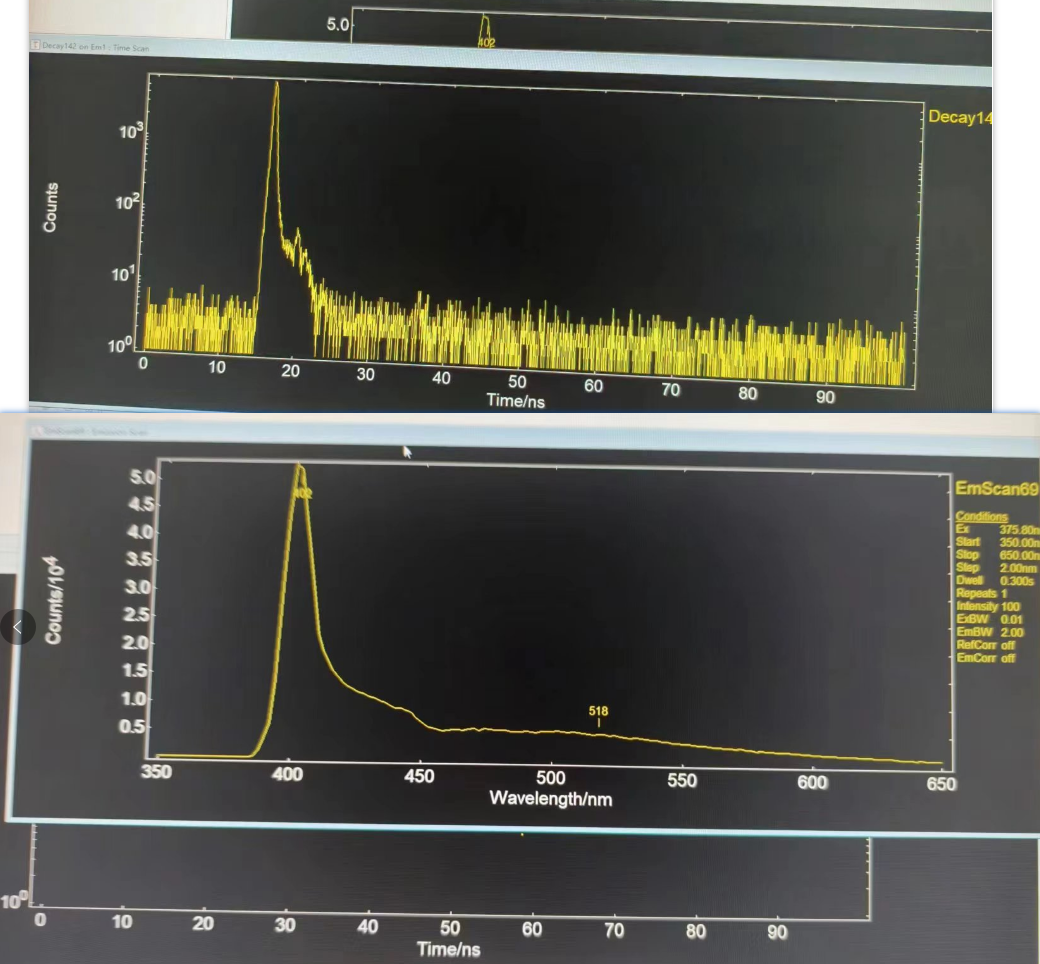 5.0
402
Decay142 on Em1 : Time Scan
10³
10²
10¹
10⁰
Counts
Decay14
0 10 20 30 40 50 60 70 80 90
Time/ns
5.0
4.5
4.0
3.5
3.0
2.5
2.0
1.5
1.0
0.5
Counts/10⁴
402
518
350 400 450 500 550 600 650
Wavelength/nm
EmScan69
Conditions
Ex 375.80n
Start 350.00n
Stop 650.00n
Step 2.00nm
Dwell 0.300s
Repeats 1
Intensity 100
ExBW 0.01
EmBW 2.00
RefCorr off
EmCorr off
10⁰
0 10 20 30 40 50 60 70 80 90
Time/ns